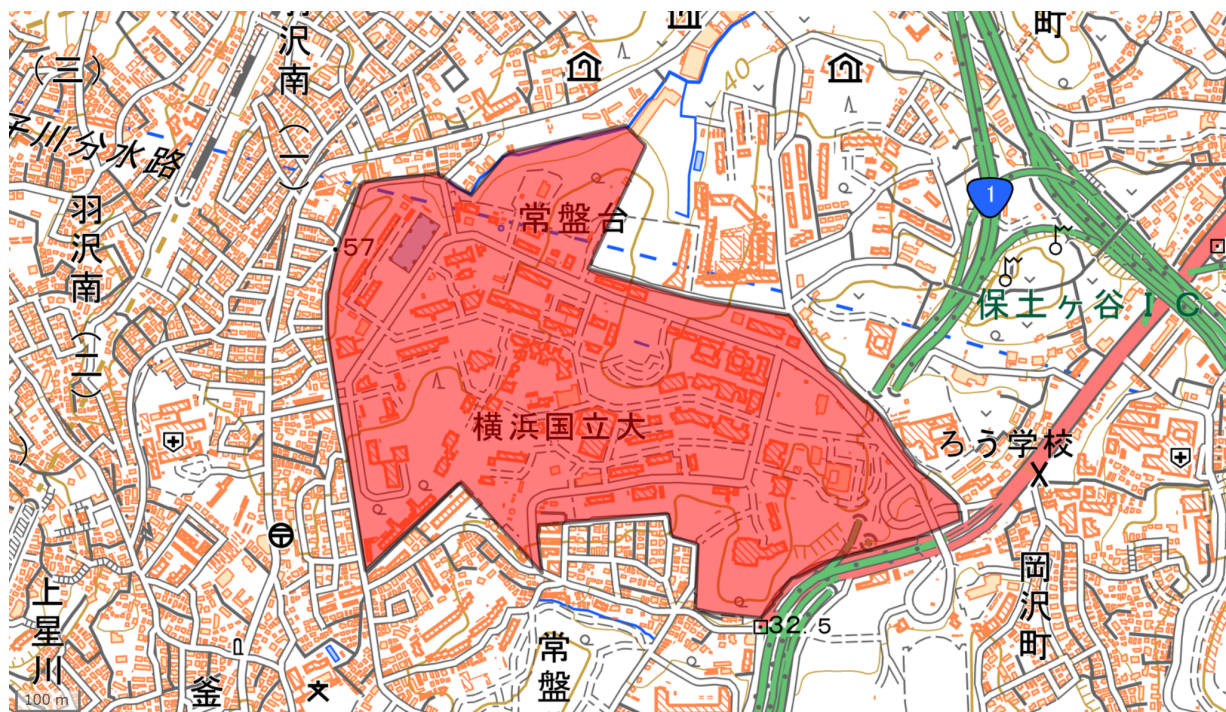 羽沢南(一)
町
(三)
子川分水路
40
羽沢南(二)
常盤台
57
1
保土ヶ谷IC
横浜国立大
ろう学校
岡沢町
上星川
32.5
常盤
釜
100 m